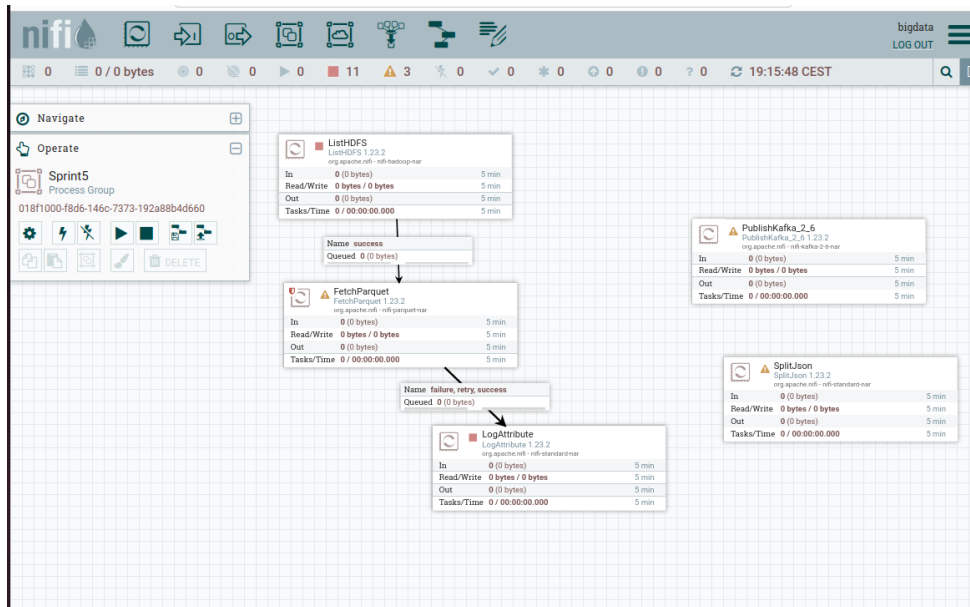 nifi
bigdata
LOG OUT
0 0 / 0 bytes 0 0 0 11 3 0 0 0 0 0 ? 0 19:15:48 CEST
Navigate
Operate
Sprint5
Process Group
018f1000-f8d6-146c-7373-192a88b4d660
DELETE
ListHDFS
ListHDFS 1.23.2
org.apache.nifi - nifi-hadoop-nar
In 0 (0 bytes) 5 min
Read/Write 0 bytes / 0 bytes 5 min
Out 0 (0 bytes) 5 min
Tasks/Time 0 / 00:00:00.000 5 min
Name success
Queued 0 (0 bytes)
FetchParquet
FetchParquet 1.23.2
org.apache.nifi - nifi-parquet-nar
In 0 (0 bytes) 5 min
Read/Write 0 bytes / 0 bytes 5 min
Out 0 (0 bytes) 5 min
Tasks/Time 0 / 00:00:00.000 5 min
Name failure, retry, success
Queued 0 (0 bytes)
LogAttribute
LogAttribute 1.23.2
org.apache.nifi - nifi-standard-nar
In 0 (0 bytes) 5 min
Read/Write 0 bytes / 0 bytes 5 min
Out 0 (0 bytes) 5 min
Tasks/Time 0 / 00:00:00.000 5 min
PublishKafka_2_6
PublishKafka_2_6 1.23.2
org.apache.nifi - nifi-kafka-2-6-nar
In 0 (0 bytes) 5 min
Read/Write 0 bytes / 0 bytes 5 min
Out 0 (0 bytes) 5 min
Tasks/Time 0 / 00:00:00.000 5 min
SplitJson
SplitJson 1.23.2
org.apache.nifi - nifi-standard-nar
In 0 (0 bytes) 5 min
Read/Write 0 bytes / 0 bytes 5 min
Out 0 (0 bytes) 5 min
Tasks/Time 0 / 00:00:00.000 5 min